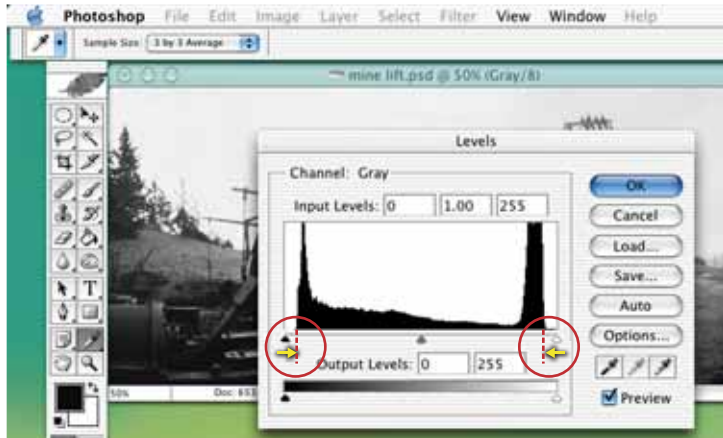 Photoshop File Edit Image Layer Select Filter View Window Help
Sample Size: 3 by 3 Average
mine lift.psd @ 50% (Gray/8)
Levels
Channel: Gray
Input Levels: 0 1.00 255
OK
Cancel
Load...
Save...
Auto
Options...
Output Levels: 0 255
Preview
T
50% Doc: